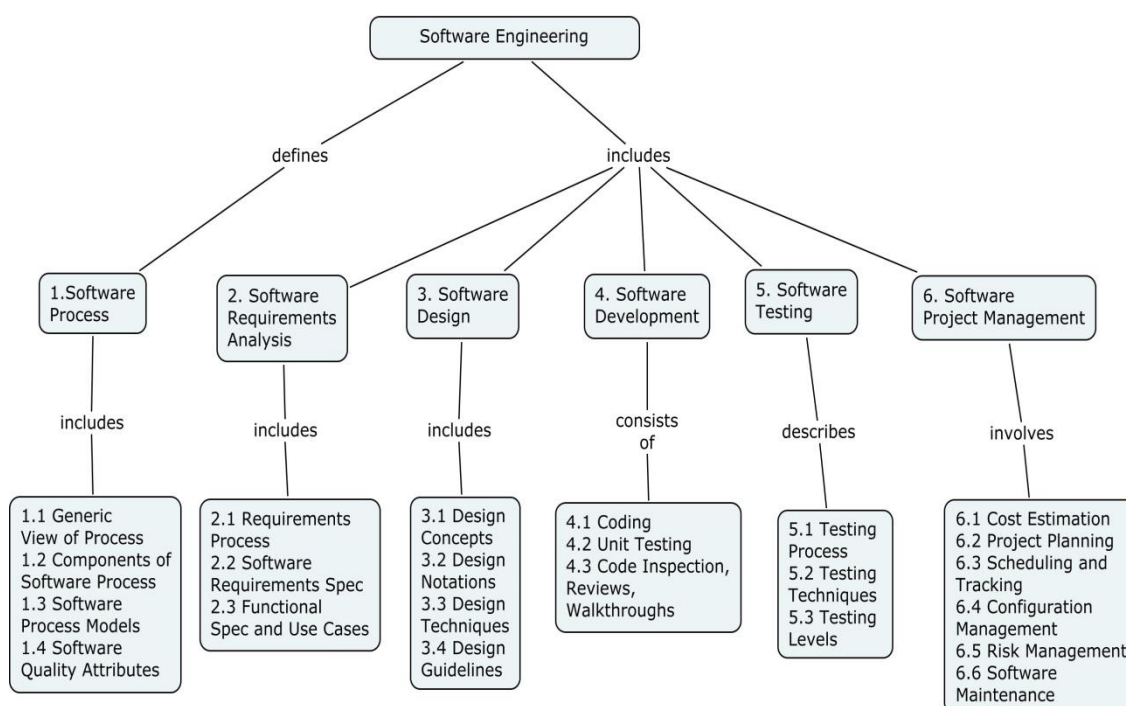 Software Engineering
defines
includes
1.Software
Process
2. Software
Requirements
Analysis
3. Software
Design
4. Software
Development
5. Software
Testing
6. Software
Project Management
includes
includes
includes
consists
of
describes
involves
1.1 Generic
View of Process
1.2 Components of
Software Process
1.3 Software
Process Models
1.4 Software
Quality Attributes
2.1 Requirements
Process
2.2 Software
Requirements Spec
2.3 Functional
Spec and Use Cases
3.1 Design
Concepts
3.2 Design
Notations
3.3 Design
Techniques
3.4 Design
Guidelines
4.1 Coding
4.2 Unit Testing
4.3 Code Inspection,
Reviews,
Walkthroughs
5.1 Testing
Process
5.2 Testing
Techniques
5.3 Testing
Levels
6.1 Cost Estimation
6.2 Project Planning
6.3 Scheduling and
Tracking
6.4 Configuration
Management
6.5 Risk Management
6.6 Software
Maintenance